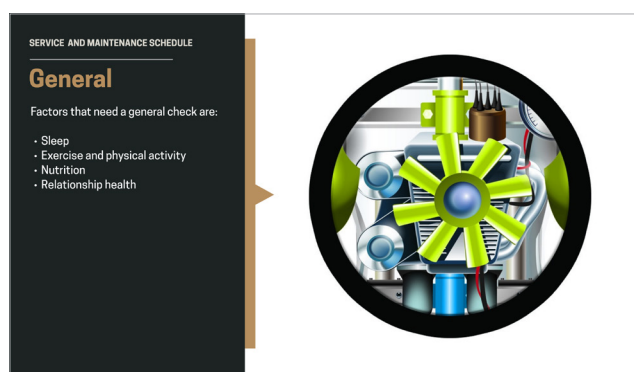 SERVICE AND MAINTENANCE SCHEDULE
General
Factors that need a general check are:
• Sleep
• Exercise and physical activity
• Nutrition
• Relationship health